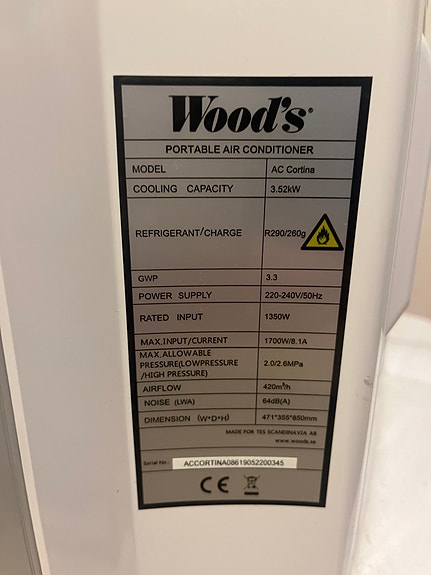 Wood's®
PORTABLE AIR CONDITIONER
MODEL AC Cortina
COOLING CAPACITY 3.52kW
REFRIGERANT/CHARGE R290/260g
GWP 3.3
POWER SUPPLY 220-240V/50Hz
RATED INPUT 1350W
MAX.INPUT/CURRENT 1700W/8.1A
MAX.ALLOWABLE
PRESSURE(LOWPRESSURE 2.0/2.6MPa
/HIGH PRESSURE)
AIRFLOW 420m³/h
NOISE (LWA) 64dB(A)
DIMENSION (W*D*H) 471*355*850mm
MADE FOR TES SCANDINAVIA AB
www.woods.se
Serial No.: ACCORTINA08619052200345
CE